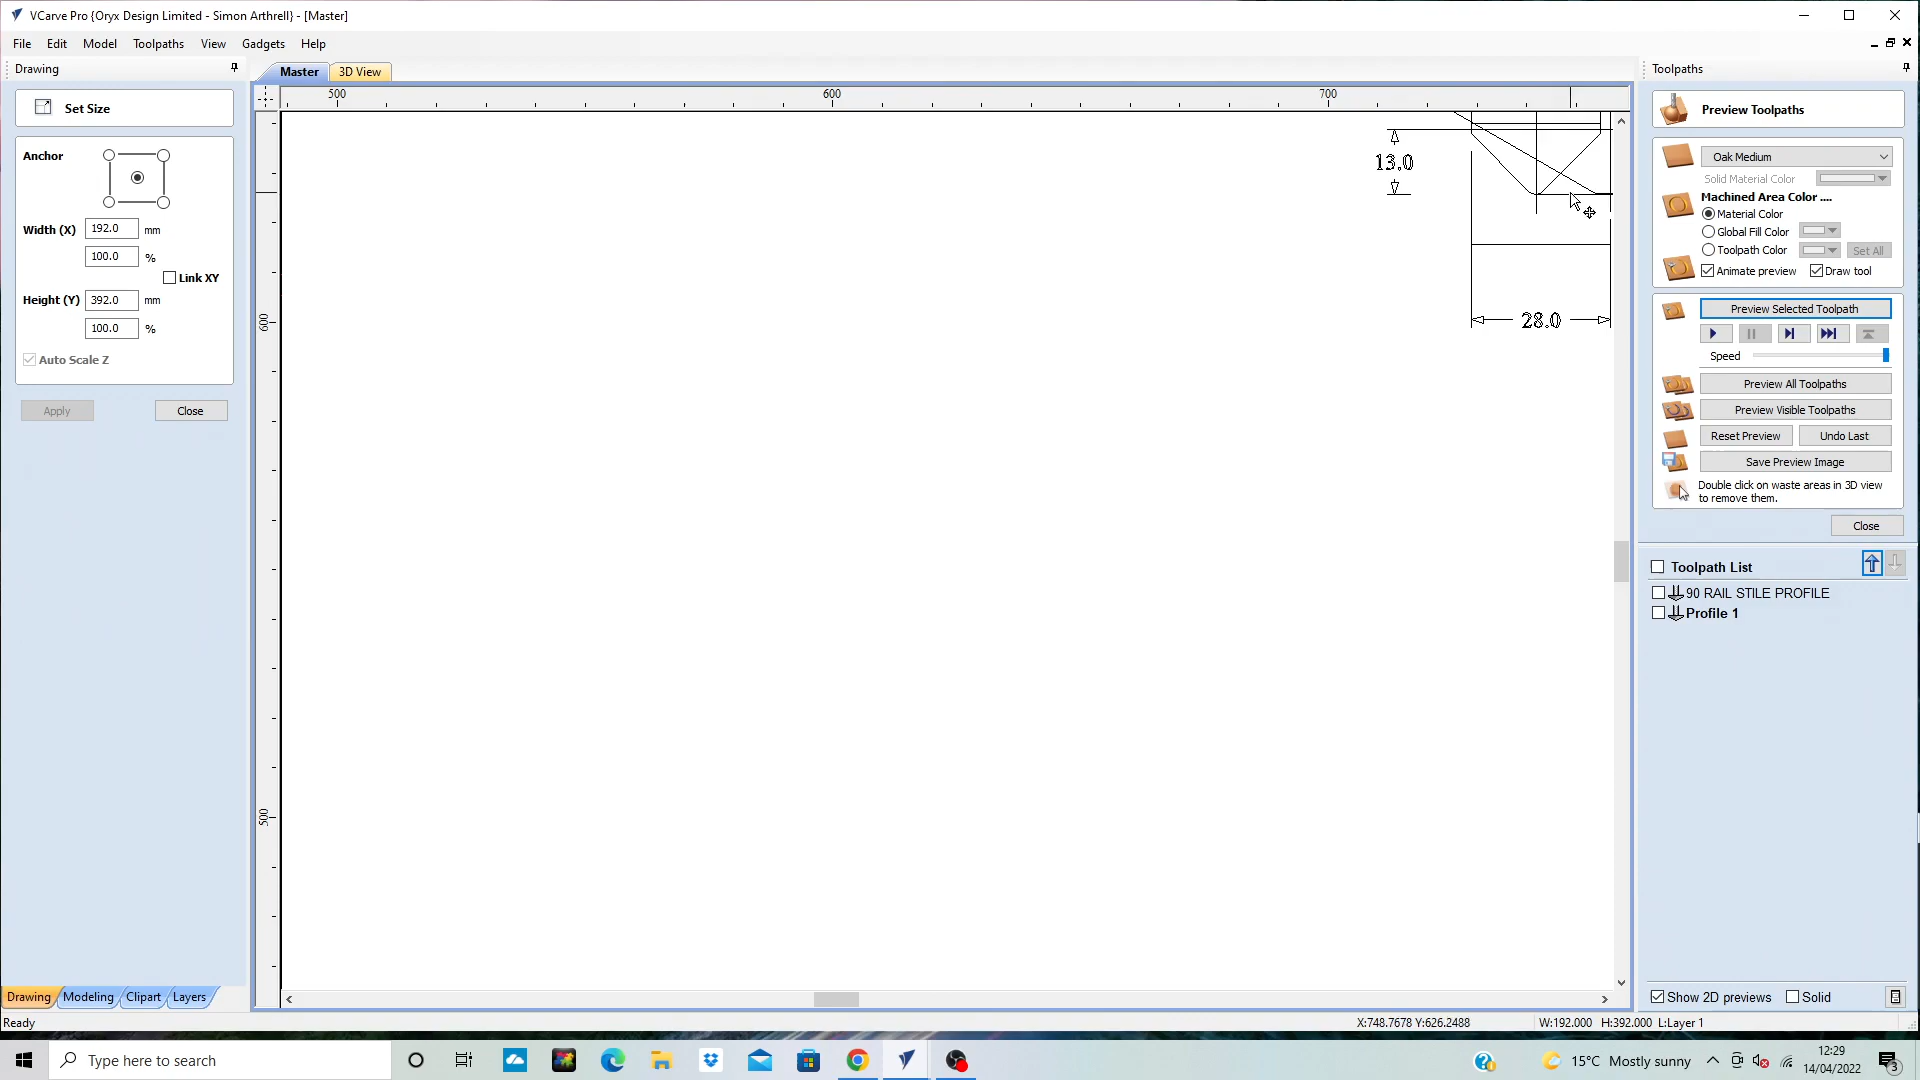 VCarve Pro {Oryx Design Limited - Simon Arthrell} - [Master]
File Edit Model Toolpaths View Gadgets Help
Drawing
Set Size
Anchor
Width (X) 192.0 mm
100.0 %
Link XY
Height (Y) 392.0 mm
100.0 %
Auto Scale Z
Apply Close
Drawing Modeling Clipart Layers
Ready
Master 3D View
500 600 700
600
500
13.0
28.0
Toolpaths
Preview Toolpaths
Oak Medium
Solid Material Color
Machined Area Color ....
Material Color
Global Fill Color
Toolpath Color Set All
Animate preview Draw tool
Preview Selected Toolpath
Speed
Preview All Toolpaths
Preview Visible Toolpaths
Reset Preview Undo Last
Save Preview Image
Double click on waste areas in 3D view
to remove them.
Close
Toolpath List
90 RAIL STILE PROFILE
Profile 1
Show 2D previews Solid
X:748.7678 Y:626.2488 W:192.000 H:392.000 L:Layer 1
Type here to search
15°C Mostly sunny
12:29
14/04/2022
3